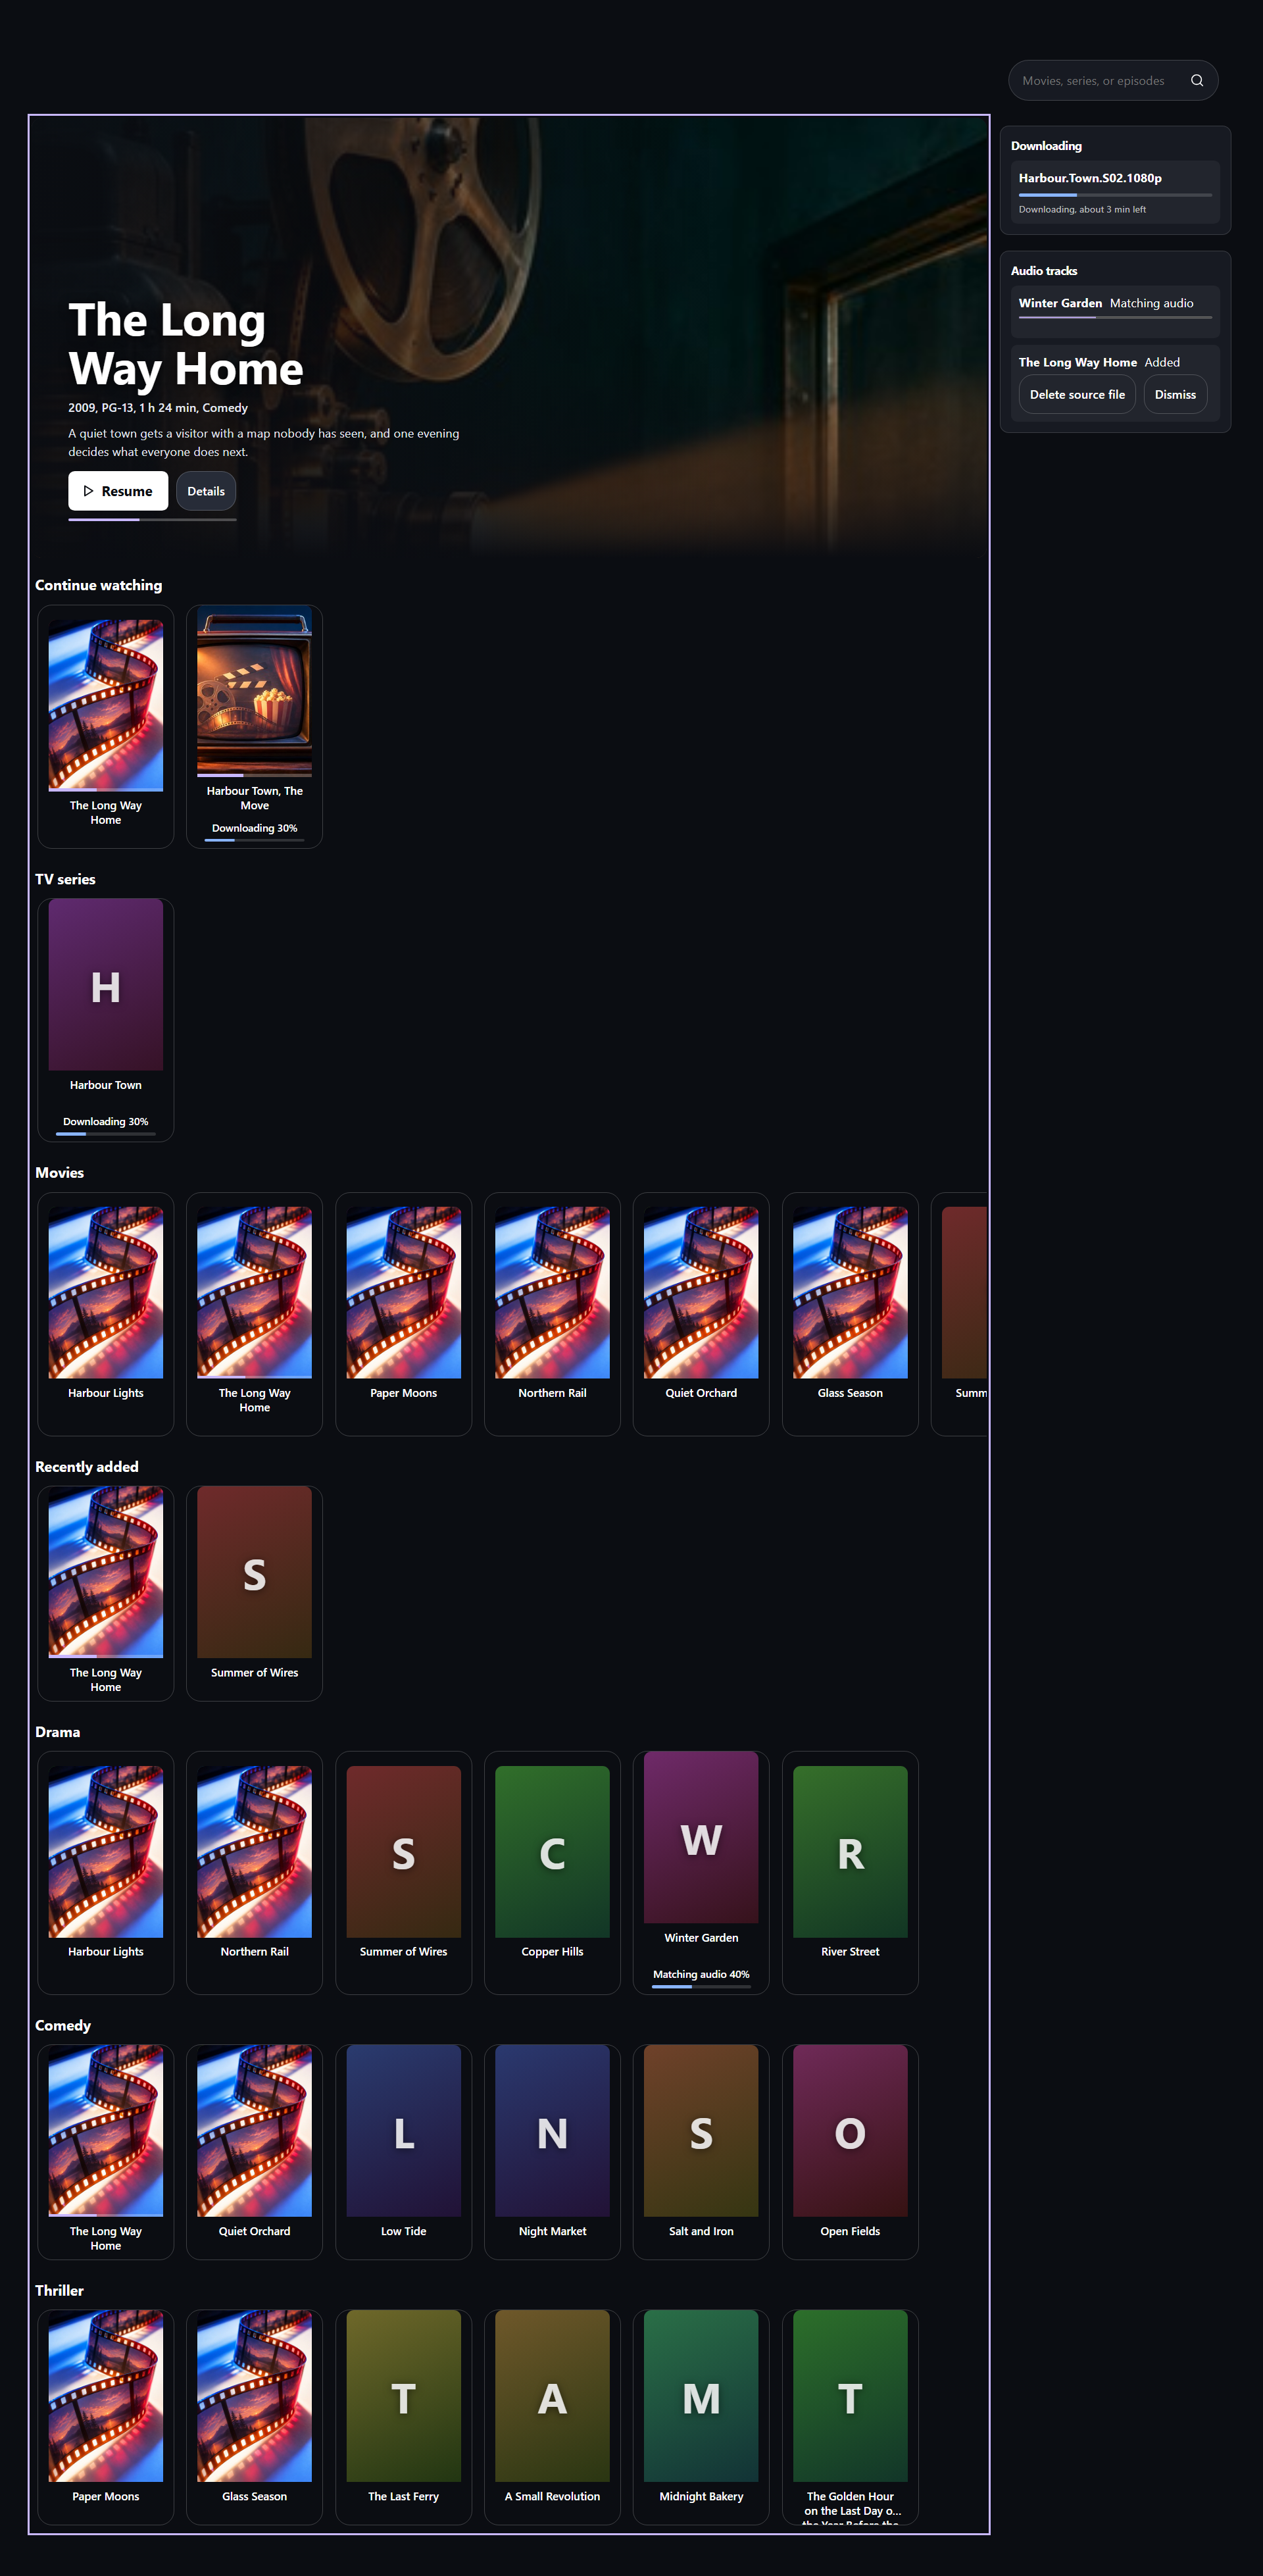 Movies, series, or episodes
The Long
Way Home
2009, PG-13, 1 h 24 min, Comedy
A quiet town gets a visitor with a map nobody has seen, and one evening
decides what everyone does next.
Resume
Details
Downloading
Harbour.Town.S02.1080p
Downloading, about 3 min left
Audio tracks
Winter Garden Matching audio
The Long Way Home Added
Delete source file
Dismiss
Continue watching
The Long Way
Home
Harbour Town, The
Move
Downloading 30%
TV series
H
Harbour Town
Downloading 30%
Movies
Harbour Lights
The Long Way
Home
Paper Moons
Northern Rail
Quiet Orchard
Glass Season
Summ
Recently added
The Long Way
Home
S
Summer of Wires
Drama
Harbour Lights
Northern Rail
S
Summer of Wires
C
Copper Hills
W
Winter Garden
Matching audio 40%
R
River Street
Comedy
The Long Way
Home
Quiet Orchard
L
Low Tide
N
Night Market
S
Salt and Iron
O
Open Fields
Thriller
Paper Moons
Glass Season
T
The Last Ferry
A
A Small Revolution
M
Midnight Bakery
T
The Golden Hour
on the Last Day o...
the Year Before the